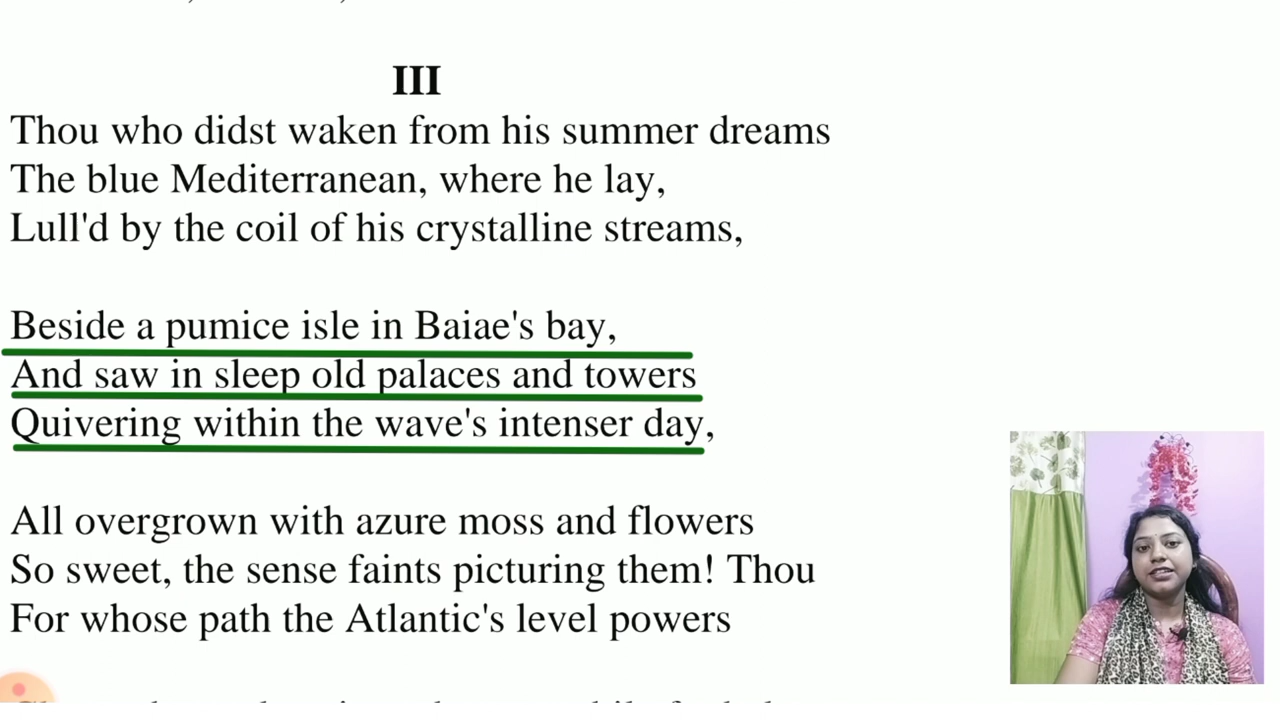 III
Thou who didst waken from his summer dreams
The blue Mediterranean, where he lay,
Lull'd by the coil of his crystalline streams,
Beside a pumice isle in Baiae's bay,
And saw in sleep old palaces and towers
Quivering within the wave's intenser day,
All overgrown with azure moss and flowers
So sweet, the sense faints picturing them! Thou
For whose path the Atlantic's level powers